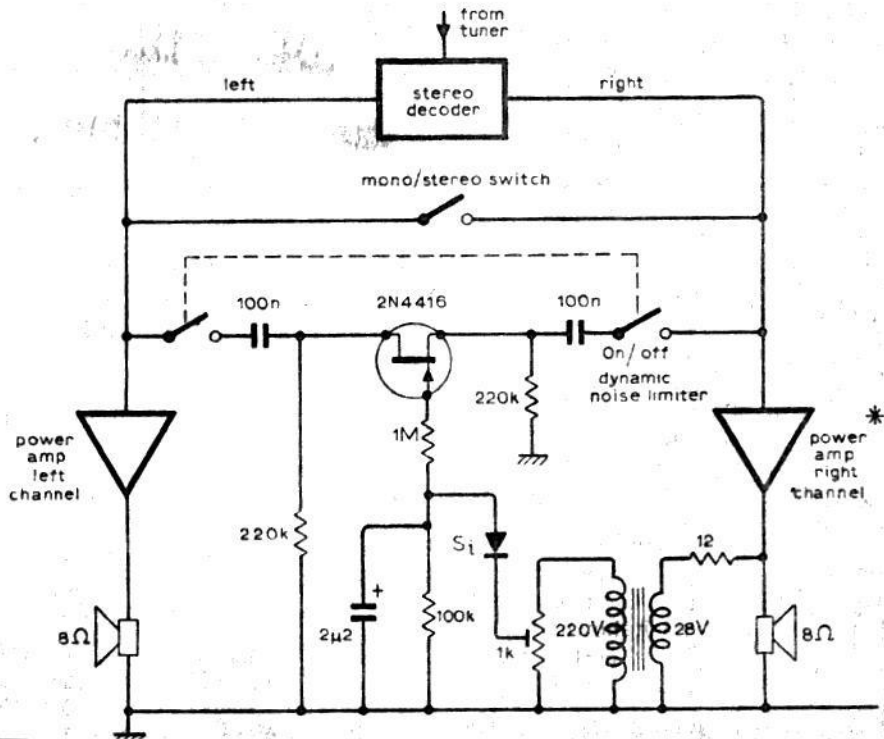 from
tuner
left
stereo
decoder
right
mono/stereo switch
100n
2N4416
100n
On/off
dynamic
noise limiter
220k
1M
power
amp
left
channel
power
amp
right
channel
*
220k
Si
12
+
2µ2
100k
1k
220V
28V
8Ω
8Ω